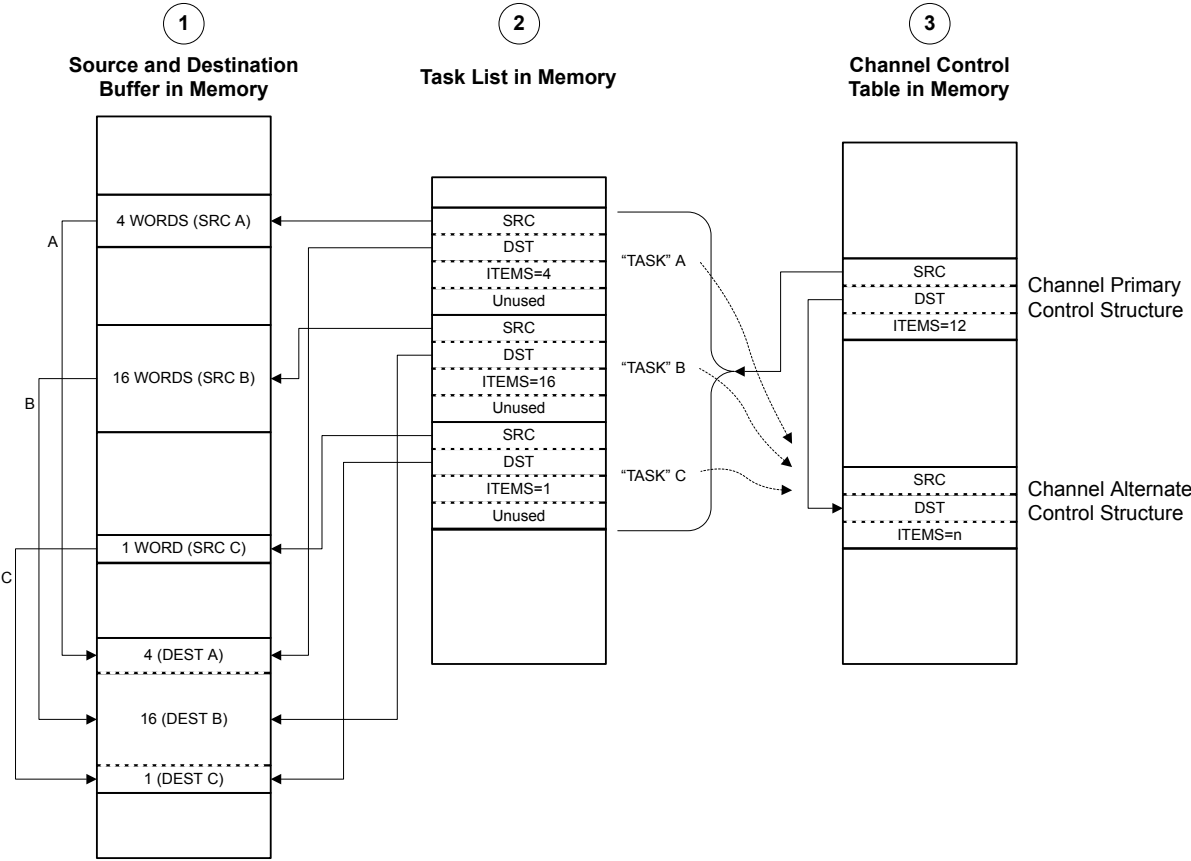 1
Source and Destination
Buffer in Memory
4 WORDS (SRC A)
16 WORDS (SRC B)
1 WORD (SRC C)
4 (DEST A)
16 (DEST B)
1 (DEST C)
A
B
C
2
Task List in Memory
SRC
DST
ITEMS=4
Unused
SRC
DST
ITEMS=16
Unused
SRC
DST
ITEMS=1
Unused
“TASK” A
“TASK” B
“TASK” C
3
Channel Control
Table in Memory
SRC
DST
ITEMS=12
Channel Primary
Control Structure
SRC
DST
ITEMS=n
Channel Alternate
Control Structure